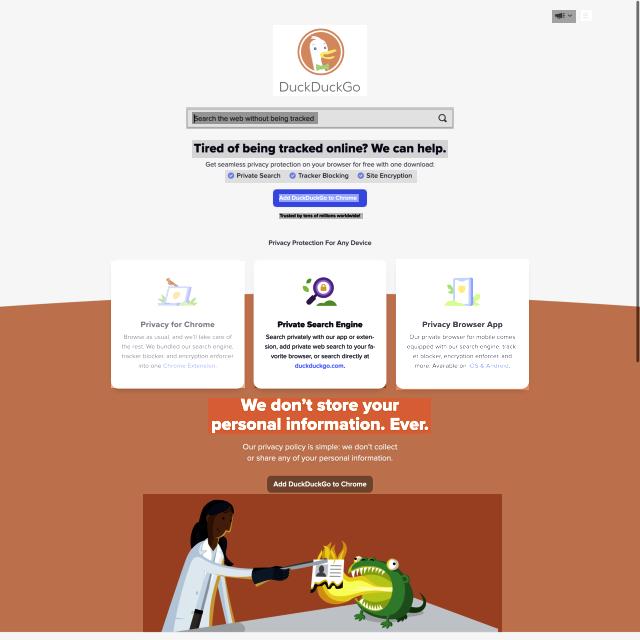 DuckDuckGo
Search the web without being tracked
Tired of being tracked online? We can help.
Get seamless privacy protection on your browser for free with one download:
Private Search Tracker Blocking Site Encryption
Add DuckDuckGo to Chrome
Trusted by tens of millions worldwide!
Privacy Protection For Any Device
Privacy for Chrome
Browse as usual, and we'll take care of
the rest. We bundled our search engine,
tracker blocker, and encryption enforcer
into one Chrome Extension.
Private Search Engine
Search privately with our app or exten-
sion, add private web search to your fa-
vorite browser, or search directly at
duckduckgo.com.
Privacy Browser App
Our private browser for mobile comes
equipped with our search engine, track
er blocker, encryption enforcer, and
more. Available on iOS & Android.
We don't store your
personal information. Ever.
Our privacy policy is simple: we don't collect
or share any of your personal information.
Add DuckDuckGo to Chrome